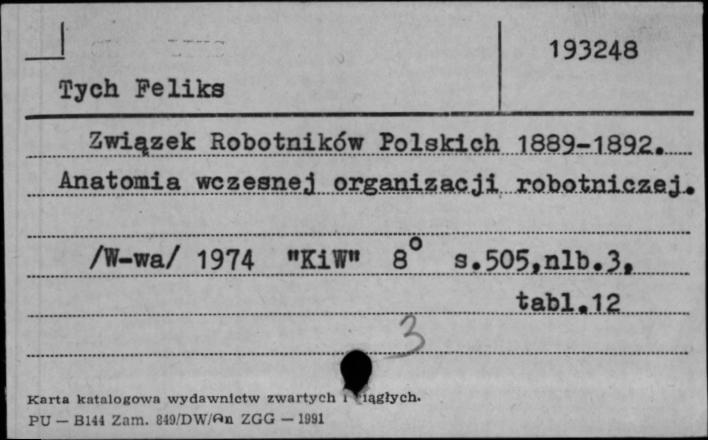 193248
Tych Feliks
Związek Robotników Polskich 1889-1892.
Anatomia wczesnej organizacji robotniczej.
/W-wa/ 1974 "KiW" 8° s.505,nlb.3,
tabl.12
3
Karta katalogowa wydawnictw zwartych i ciągłych.
PU — B144 Zam. 849/DW/An ZGG — 1991